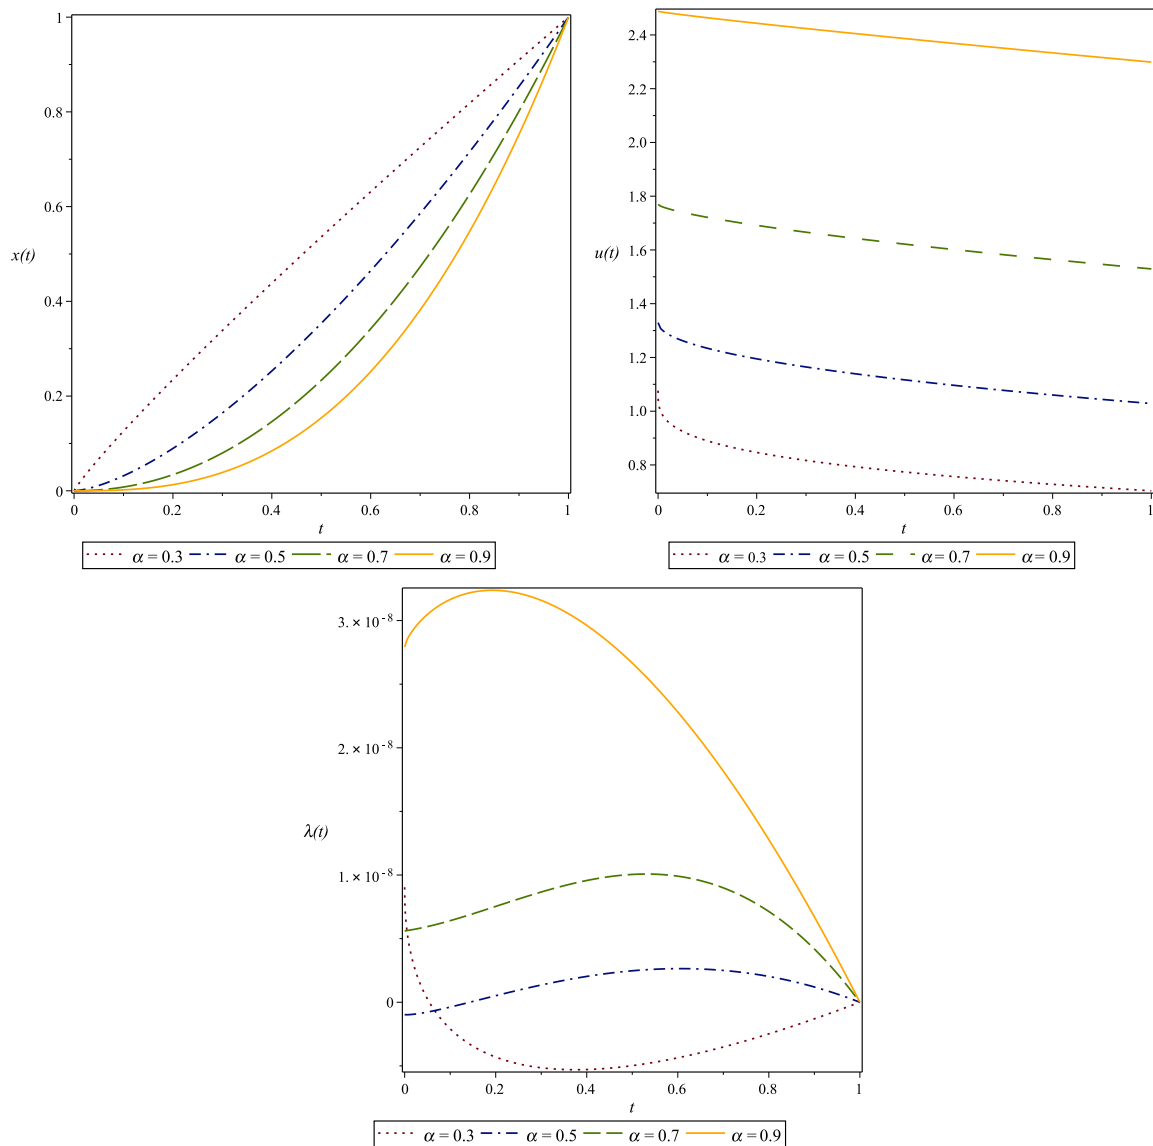 1
0.8
0.6
x(t)
0.4
0.2
0
0 0.2 0.4 0.6 0.8 1
t
α = 0.3 α = 0.5 α = 0.7 α = 0.9
2.4
2.2
2.0
1.8
u(t)
1.6
1.4
1.2
1.0
0.8
0 0.2 0.4 0.6 0.8 1
t
α = 0.3 α = 0.5 α = 0.7 α = 0.9
3. × 10⁻⁸
2. × 10⁻⁸
λ(t)
1. × 10⁻⁸
0
0 0.2 0.4 0.6 0.8 1
t
α = 0.3 α = 0.5 α = 0.7 α = 0.9